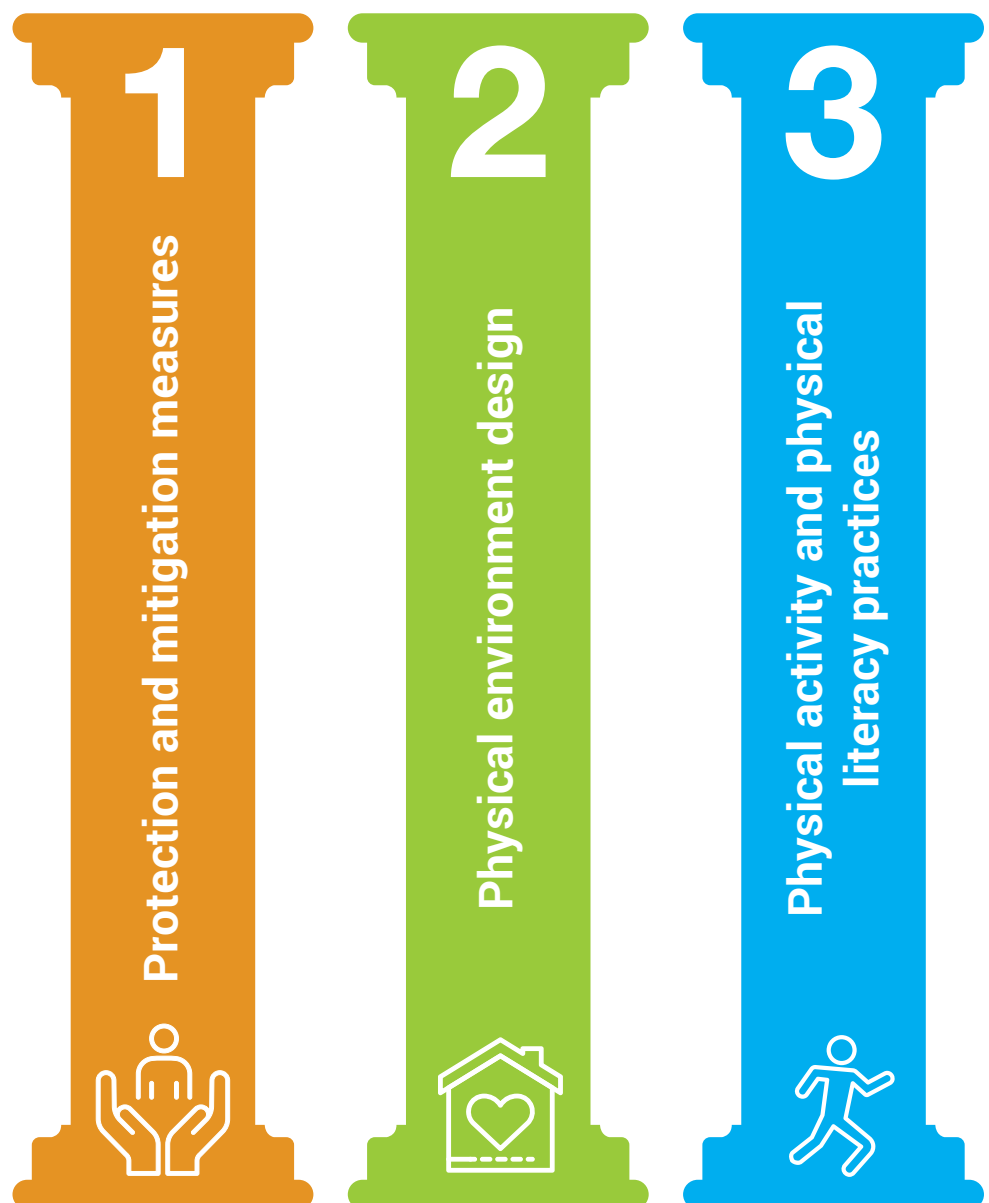 1
Protection and mitigation measures
2
Physical environment design
3
Physical activity and physical
literacy practices